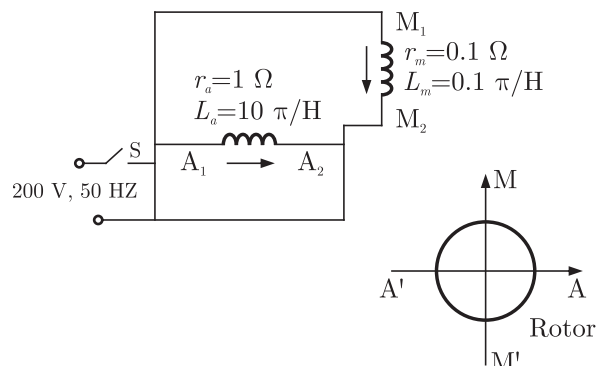 M₁
rₘ=0.1 Ω
Lₘ=0.1 π/H
M₂
rₐ=1 Ω
Lₐ=10 π/H
S
A₁
A₂
200 V, 50 HZ
M
A'
A
Rotor
M'